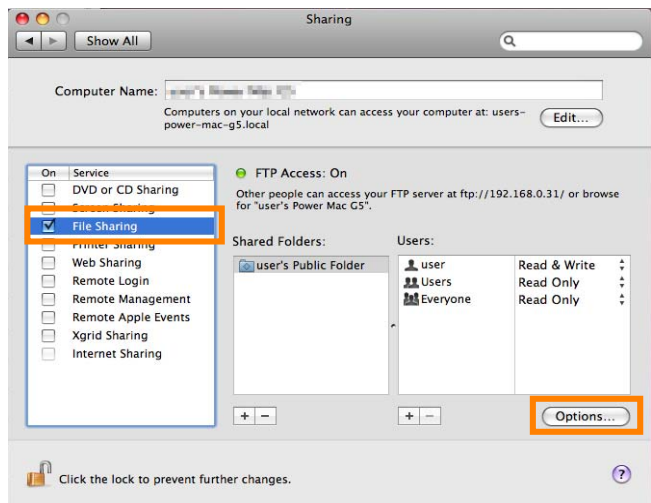 Sharing
Show All
Computer Name:
Computers on your local network can access your computer at: users-
power-mac-g5.local
Edit...
On Service
DVD or CD Sharing
Screen Sharing
File Sharing
Printer Sharing
Web Sharing
Remote Login
Remote Management
Remote Apple Events
Xgrid Sharing
Internet Sharing
FTP Access: On
Other people can access your FTP server at ftp://192.168.0.31/ or browse
for "user's Power Mac G5".
Shared Folders:
user's Public Folder
Users:
user Read & Write
Users Read Only
Everyone Read Only
+ −
+ −
Options...
Click the lock to prevent further changes.
?